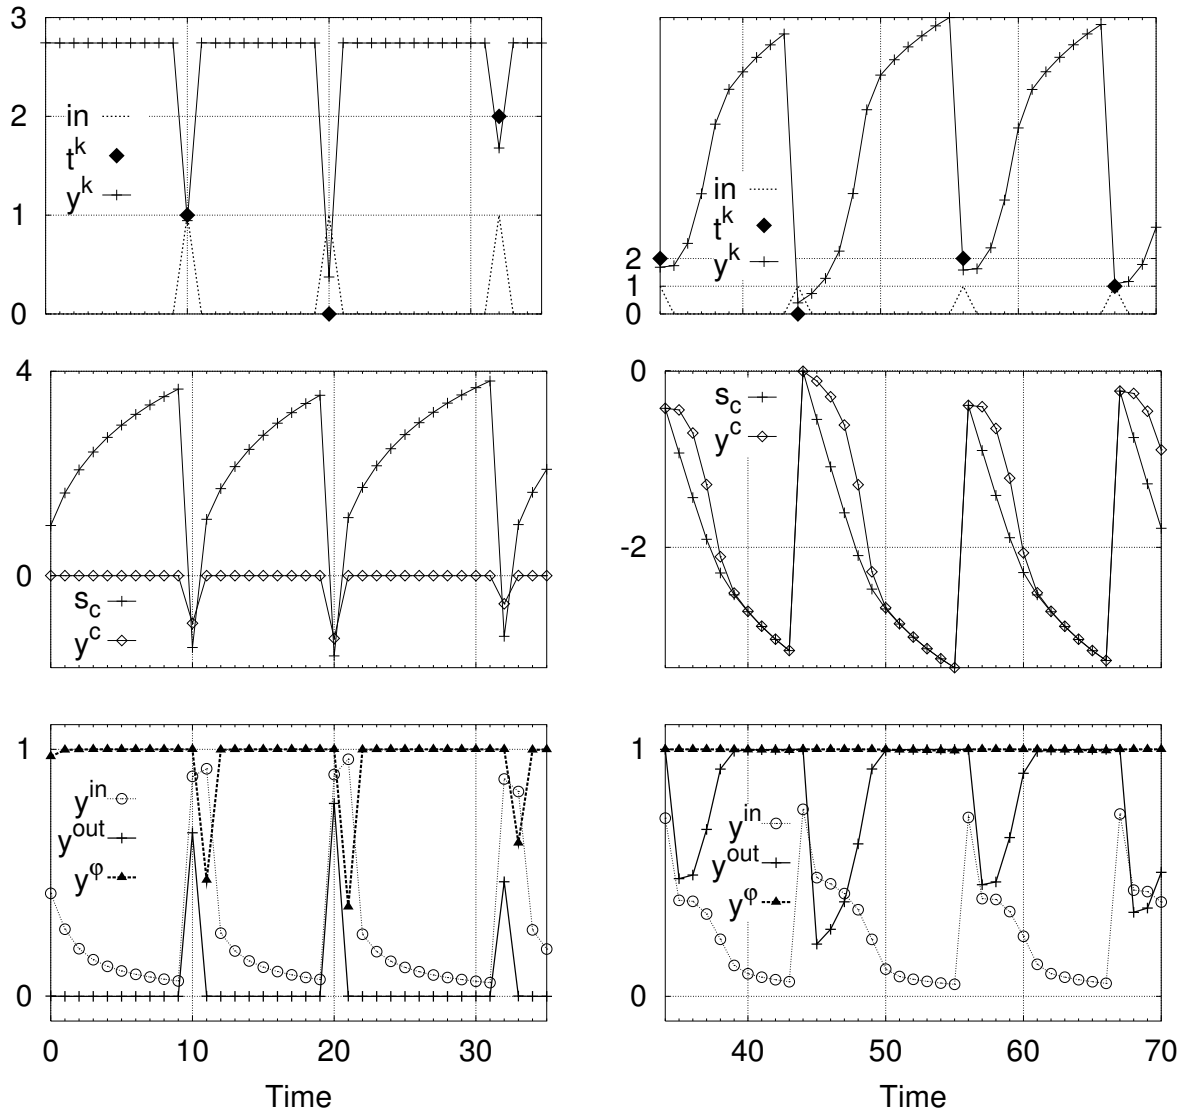 3
2
1
0
in
t^k
y^k
2
1
0
in
t^k
y^k
4
0
s_c
y^c
0
-2
s_c
y^c
1
0
y^in
y^out
y^φ
0 10 20 30
Time
1
0
y^in
y^out
y^φ
40 50 60 70
Time